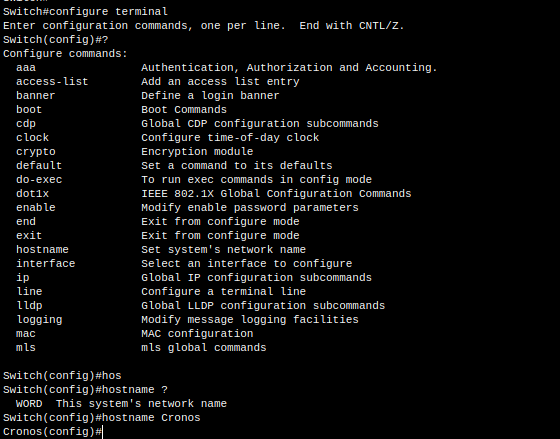 Switch#
Switch#configure terminal
Enter configuration commands, one per line.  End with CNTL/Z.
Switch(config)#?
Configure commands:
  aaa                Authentication, Authorization and Accounting.
  access-list        Add an access list entry
  banner             Define a login banner
  boot               Boot Commands
  cdp                Global CDP configuration subcommands
  clock              Configure time-of-day clock
  crypto             Encryption module
  default            Set a command to its defaults
  do-exec            To run exec commands in config mode
  dot1x              IEEE 802.1X Global Configuration Commands
  enable             Modify enable password parameters
  end                Exit from configure mode
  exit               Exit from configure mode
  hostname           Set system's network name
  interface          Select an interface to configure
  ip                 Global IP configuration subcommands
  line               Configure a terminal line
  lldp               Global LLDP configuration subcommands
  logging            Modify message logging facilities
  mac                MAC configuration
  mls                mls global commands
Switch(config)#hos
Switch(config)#hostname ?
  WORD  This system's network name
Switch(config)#hostname Cronos
Cronos(config)#